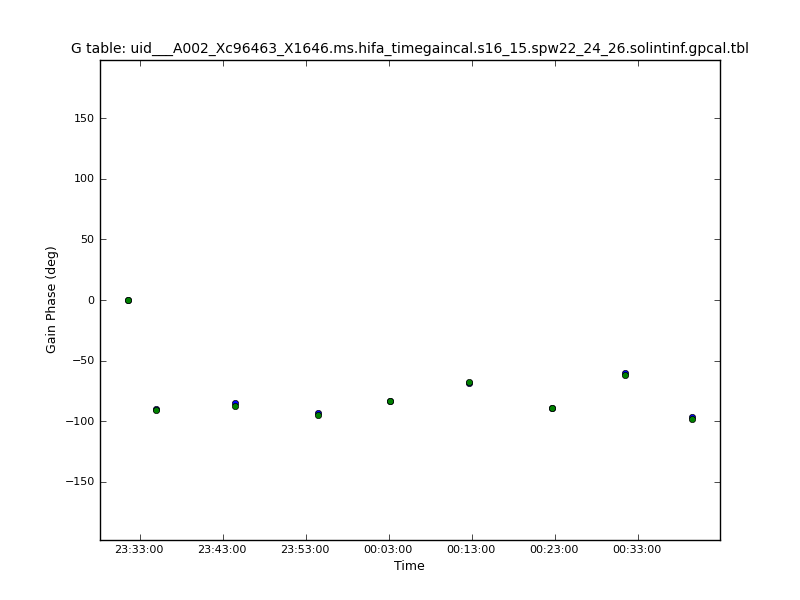 G table: uid___A002_Xc96463_X1646.ms.hifa_timegaincal.s16_15.spw22_24_26.solintinf.gpcal.tbl
150
100
50
0
−50
−100
−150
Gain Phase (deg)
23:33:00 23:43:00 23:53:00 00:03:00 00:13:00 00:23:00 00:33:00
Time